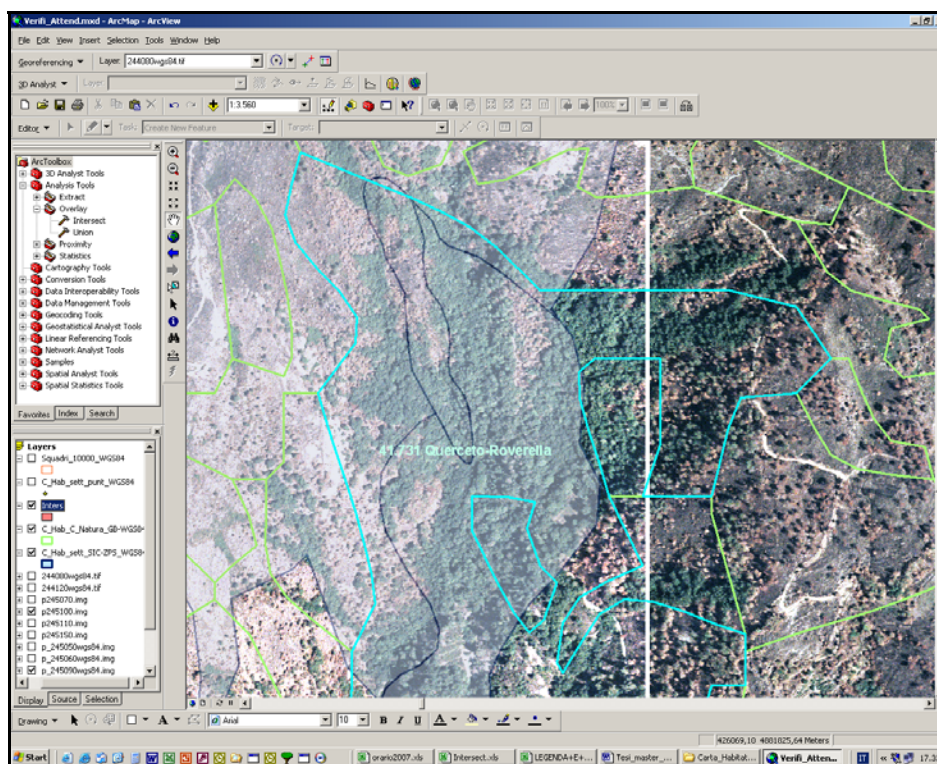 Verifi_Attend.mxd - ArcMap - ArcView
File Edit View Insert Selection Tools Window Help
Georeferencing Layer: 244080wgs84.tif
3D Analyst Layer:
1:3.560 100%
Editor Task: Create New Feature Target:
ArcToolbox
3D Analyst Tools
Analysis Tools
Extract
Overlay
Intersect
Union
Proximity
Statistics
Cartography Tools
Conversion Tools
Data Interoperability Tools
Data Management Tools
Geocoding Tools
Geostatistical Analyst Tools
Linear Referencing Tools
Network Analyst Tools
Samples
Spatial Analyst Tools
Spatial Statistics Tools
Favorites Index Search
Layers
Squadri_10000_WGS84
C_Hab_sett_punt_WGS84
Inters
C_Hab_C_Natura_GB-WGS84
C_Hab_sett_SIC-ZPS_WGS84
244080wgs84.tif
244120wgs84.tif
p245070.img
p245100.img
p245110.img
p245150.img
p_245050wgs84.img
p_245060wgs84.img
p_245090wgs84.img
Display Source Selection
41.731 Querceto-Roverella
Drawing A Arial 10 B I U A
426069,10 4881025,64 Meters
Start orario2007.xls Intersect.xls LEGENDA+E+... Tesi_master_... Carta_Habitat... Verifi_Atten... IT « 17.3